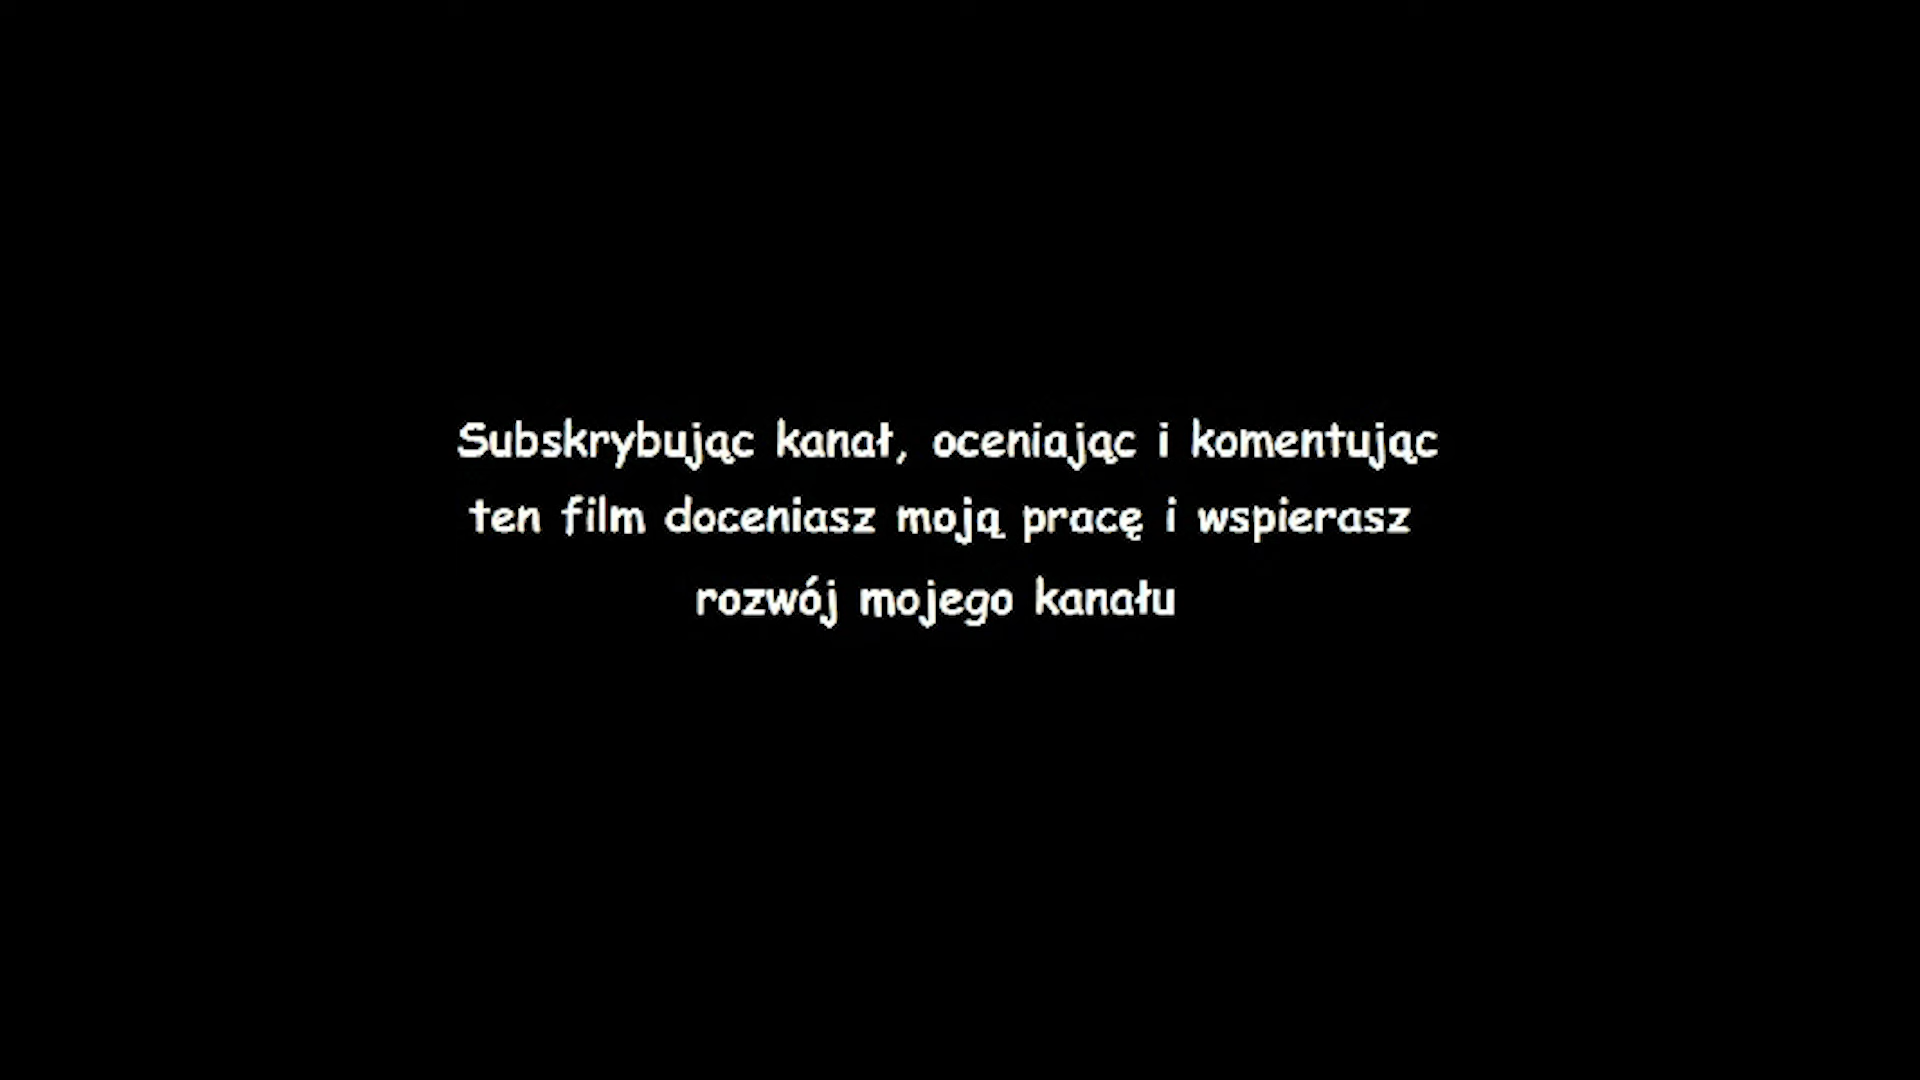 Subskrybując kanał, oceniając i komentując
ten film doceniasz moją pracę i wspierasz
rozwój mojego kanału